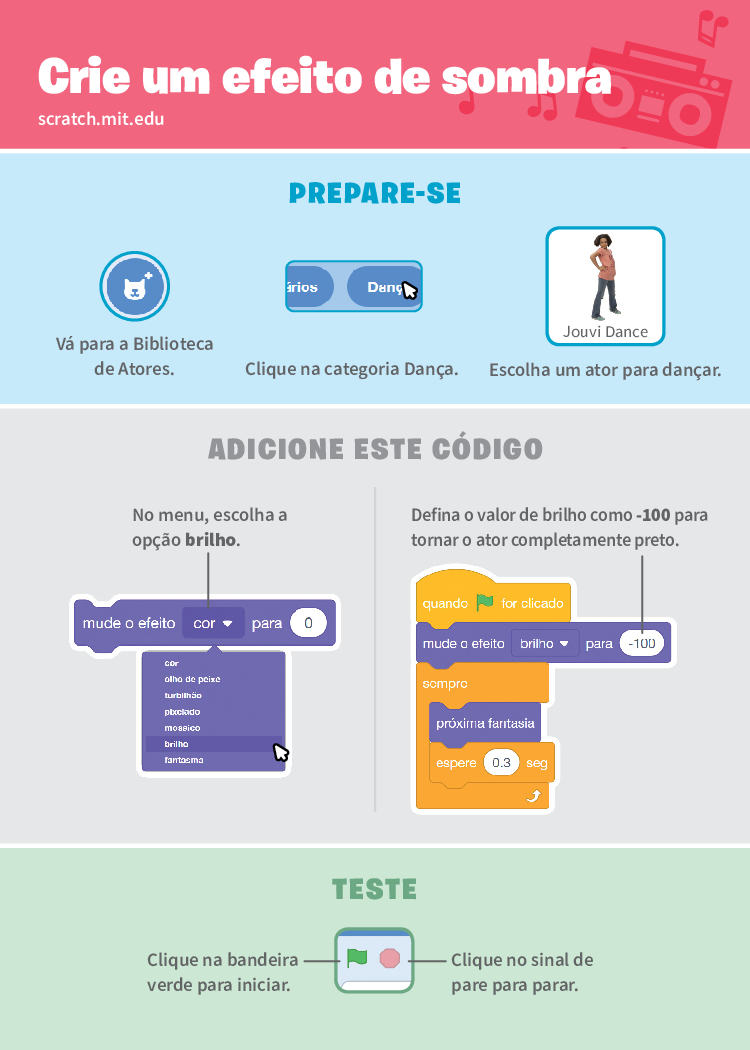 Crie um efeito de sombra
scratch.mit.edu
PREPARE-SE
Vá para a Biblioteca
de Atores.
ários
Danç
Clique na categoria Dança.
Jouvi Dance
Escolha um ator para dançar.
ADICIONE ESTE CÓDIGO
No menu, escolha a
opção brilho.
mude o efeito cor para 0
cor
olho de peixe
turbilhão
pixelado
mosaico
brilho
fantasma
Defina o valor de brilho como -100 para
tornar o ator completamente preto.
quando for clicado
mude o efeito brilho para -100
sempre
próxima fantasia
espere 0.3 seg
TESTE
Clique na bandeira
verde para iniciar.
Clique no sinal de
pare para parar.